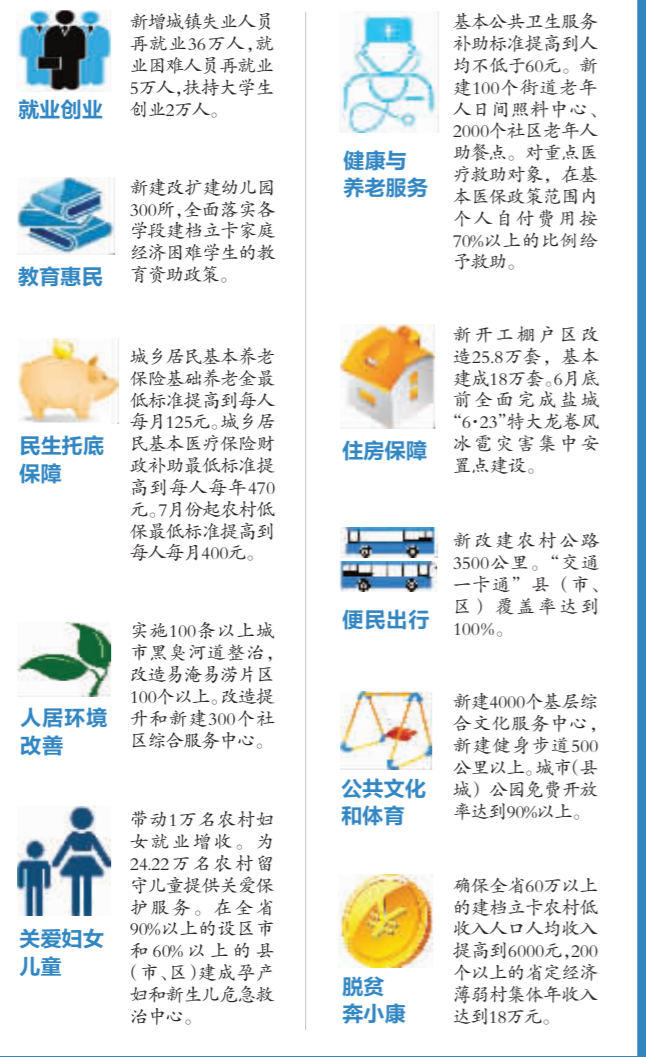 就业创业
新增城镇失业人员
再就业36万人,就
业困难人员再就业
5万人,扶持大学生
创业2万人。
教育惠民
新建改扩建幼儿园
300所,全面落实各
学段建档立卡家庭
经济困难学生的教
育资助政策。
民生托底
保障
城乡居民基本养老
保险基础养老金最
低标准提高到每人
每月125元。城乡居
民基本医疗保险财
政补助最低标准提
高到每人每年470
元。7月份起农村低
保最低标准提高到
每人每月400元。
人居环境
改善
实施100条以上城
市黑臭河道整治,
改造易淹易涝片区
100个以上。改造提
升和新建300个社
区综合服务中心。
关爱妇女
儿童
带动1万名农村妇
女就业增收。为
24.22万名农村留
守儿童提供关爱保
护服务。在全省
90%以上的设区市
和60%以上的县
(市、区)建成孕产
妇和新生儿危急救
治中心。
健康与
养老服务
基本公共卫生服务
补助标准提高到人
均不低于60元。新
建100个街道老年
人日间照料中心、
2000个社区老年人
助餐点。对重点医
疗救助对象，在基
本医保政策范围内
个人自付费用按
70%以上的比例给
予救助。
住房保障
新开工棚户区改
造25.8万套，基本
建成18万套。6月底
前全面完成盐城
“6·23”特大龙卷风
冰雹灾害集中安
置点建设。
便民出行
新改建农村公路
3500公里。“交通
一卡通”县（市、
区）覆盖率达到
100%。
公共文化
和体育
新建4000个基层综
合文化服务中心，
新建健身步道500
公里以上。城市(县
城）公园免费开放
率达到90%以上。
脱贫
奔小康
确保全省60万以上
的建档立卡农村低
收入人口人均收入
提高到6000元,200
个以上的省定经济
薄弱村集体年收入
达到18万元。